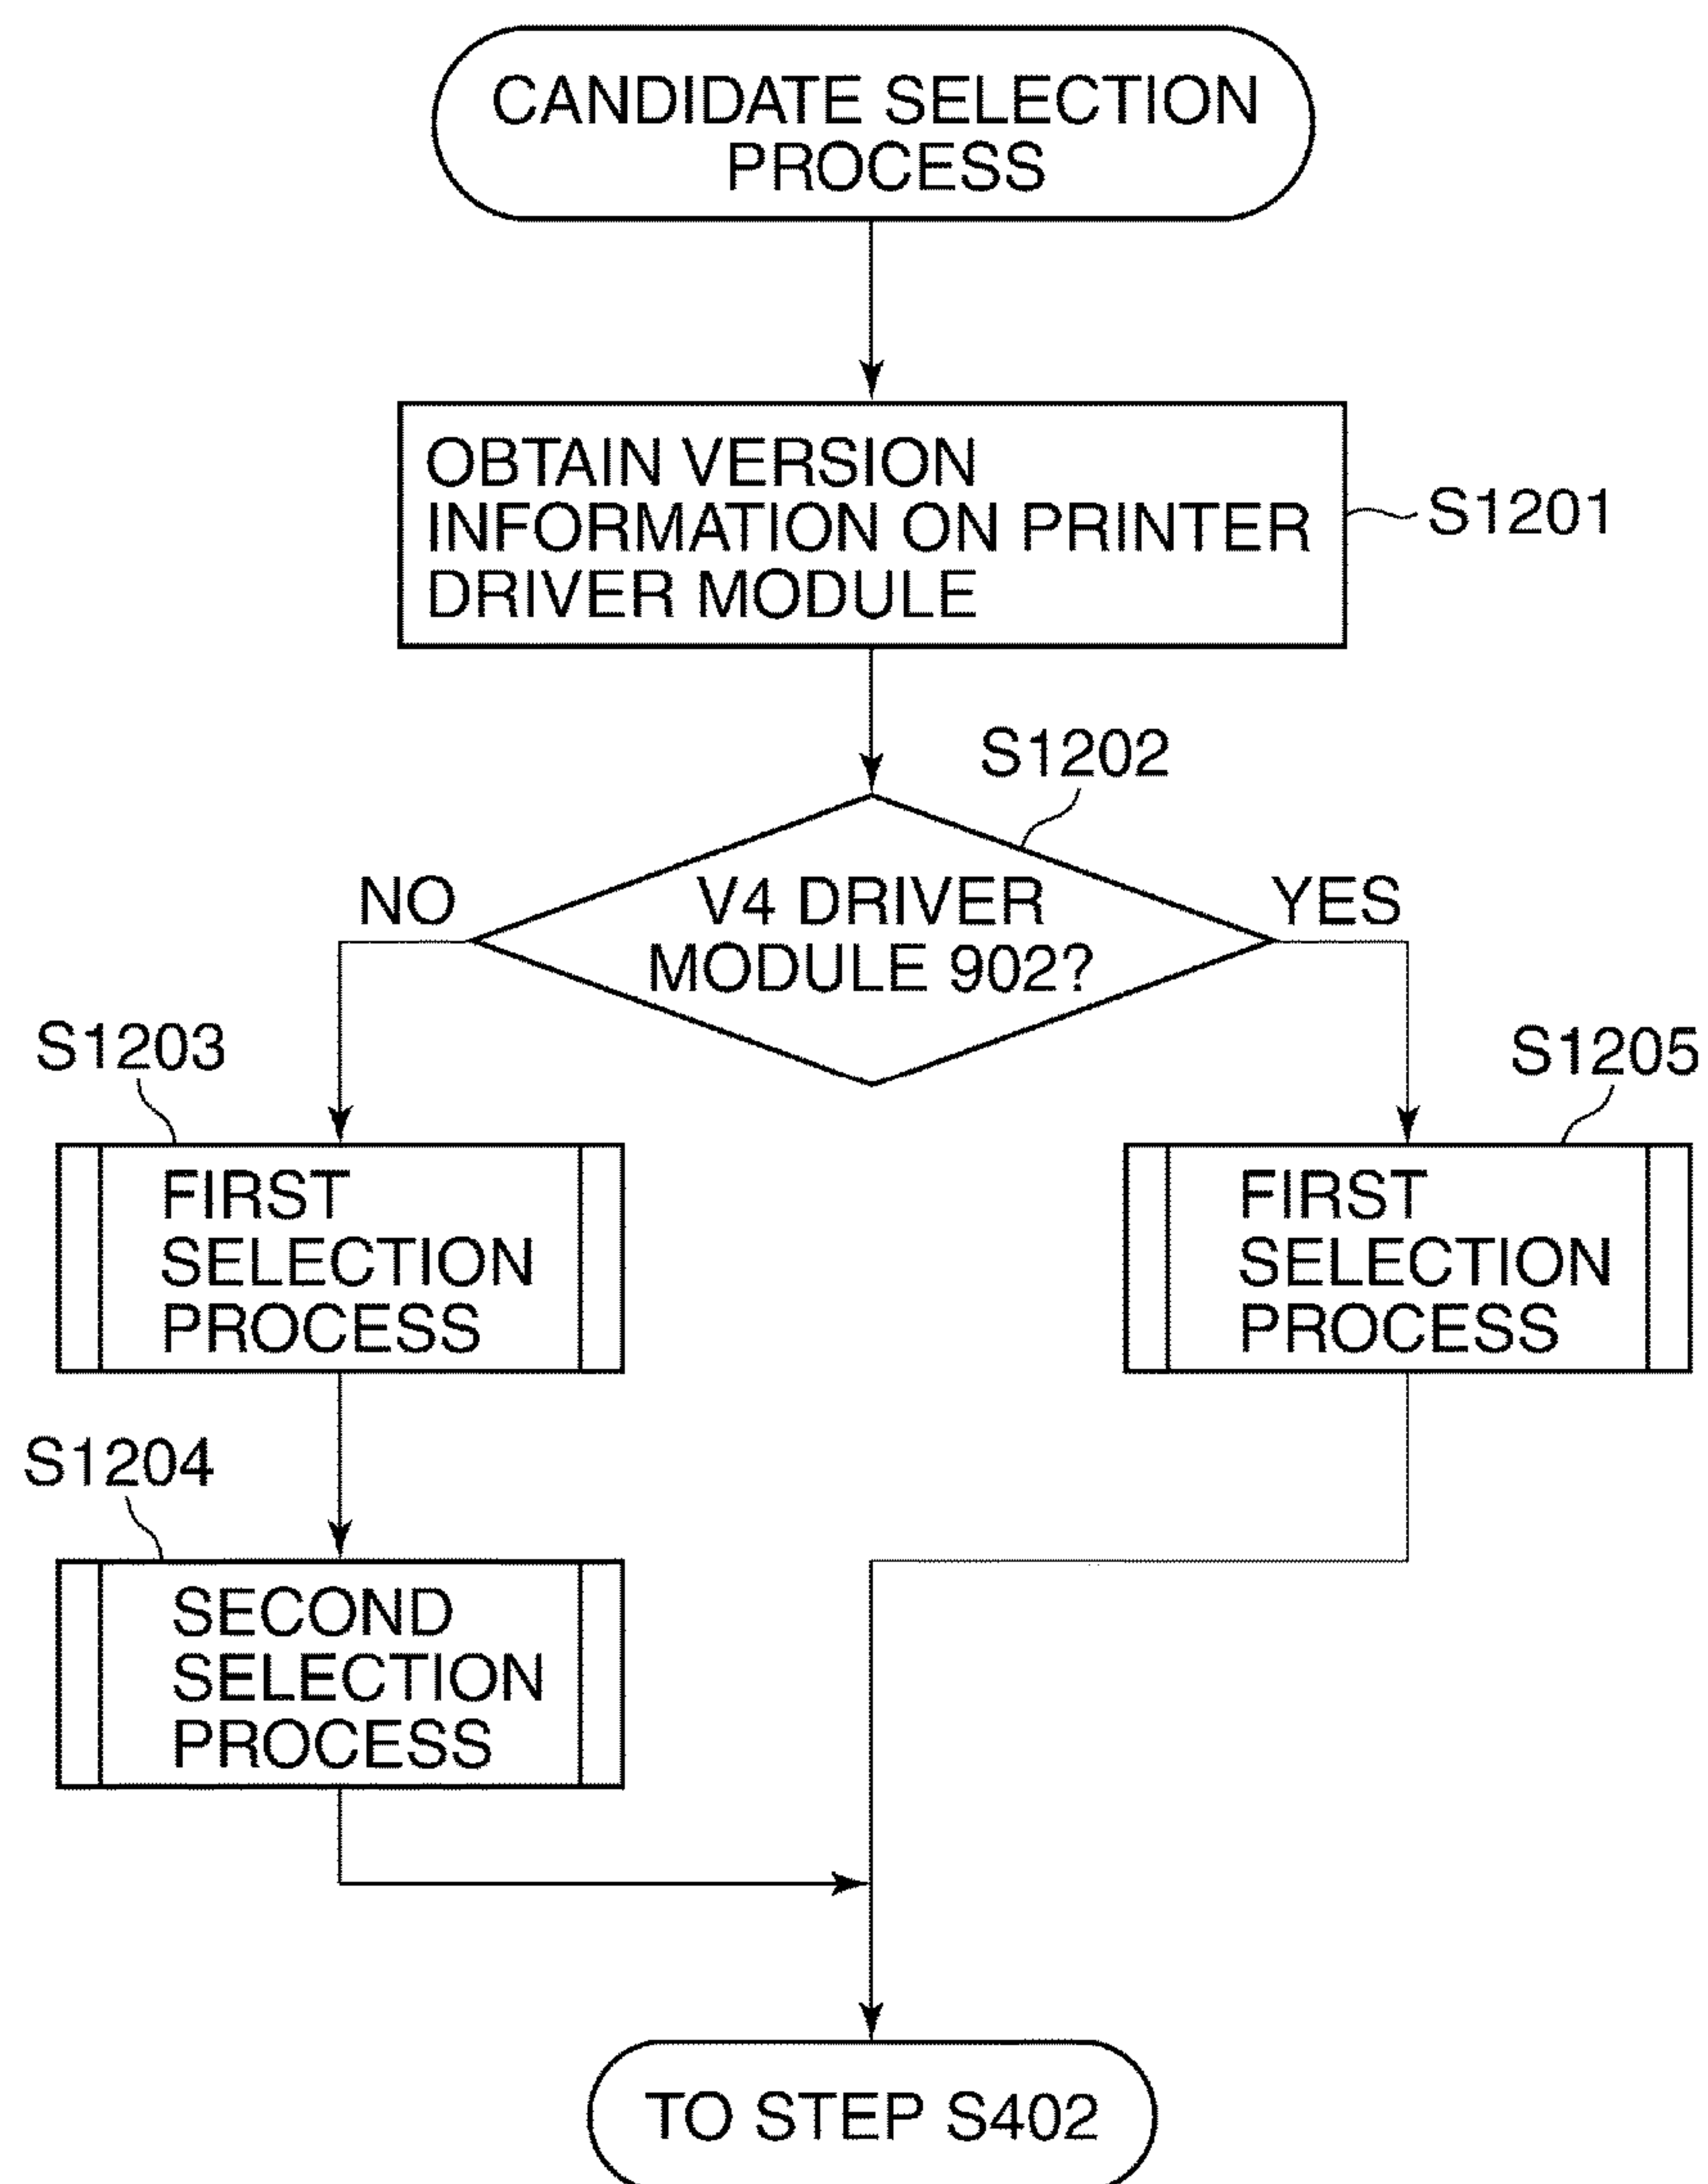 CANDIDATE SELECTION
PROCESS
OBTAIN VERSION
INFORMATION ON PRINTER
DRIVER MODULE
S1201
S1202
NO
V4 DRIVER
MODULE 902?
YES
S1203
FIRST
SELECTION
PROCESS
S1205
FIRST
SELECTION
PROCESS
S1204
SECOND
SELECTION
PROCESS
TO STEP S402